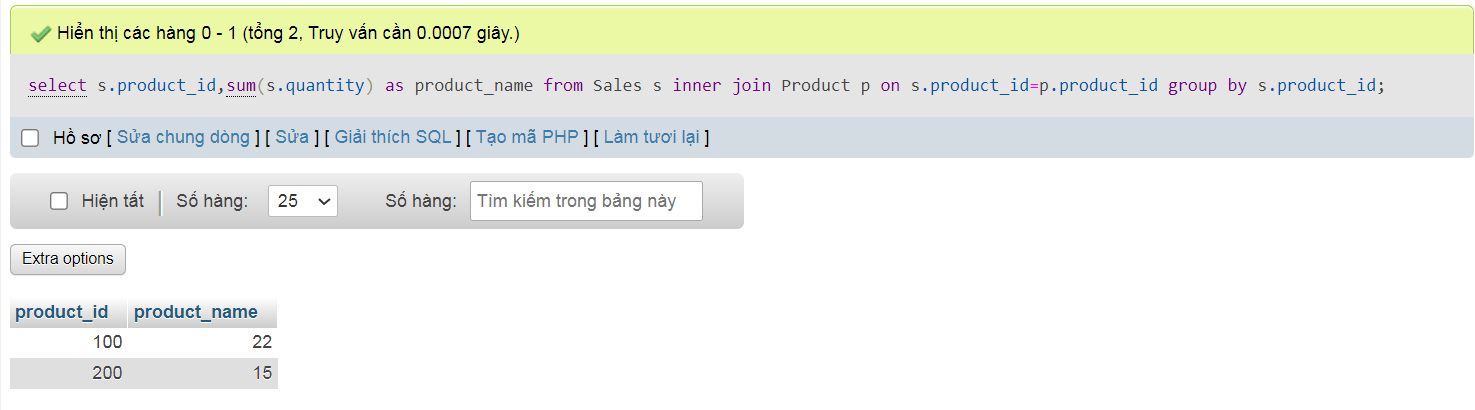 Hiển thị các hàng 0 - 1 (tổng 2, Truy vấn cần 0.0007 giây.)
select s.product_id,sum(s.quantity) as product_name from Sales s inner join Product p on s.product_id=p.product_id group by s.product_id;
Hồ sơ [ Sửa chung dòng ] [ Sửa ] [ Giải thích SQL ] [ Tạo mã PHP ] [ Làm tươi lại ]
Hiện tất | Số hàng: 25 Số hàng: Tìm kiếm trong bảng này
Extra options
product_id product_name
100 22
200 15